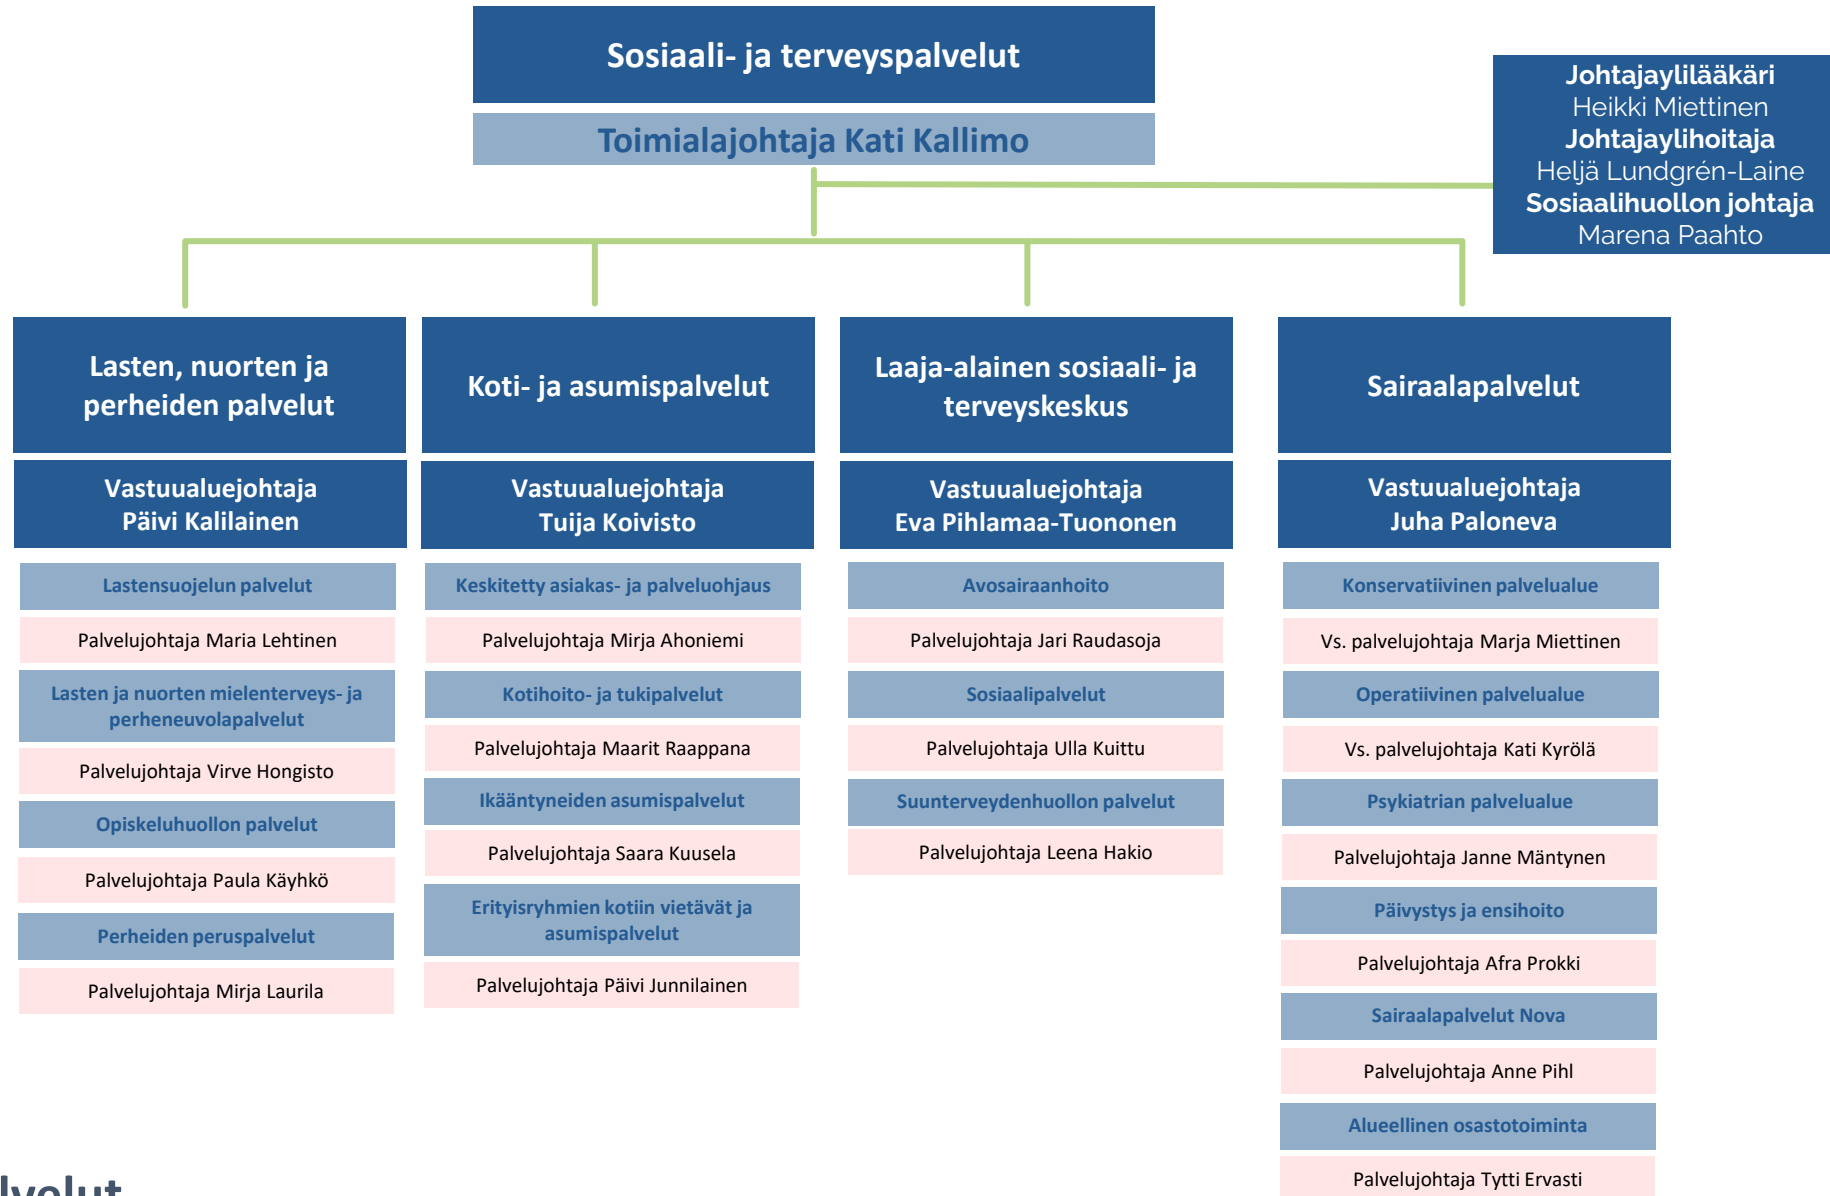 Sosiaali- ja terveyspalvelut
Toimialajohtaja Kati Kallimo
Johtajaylilääkäri
Heikki Miettinen
Johtajaylihoitaja
Heljä Lundgrén-Laine
Sosiaalihuollon johtaja
Marena Paahto
Lasten, nuorten ja
perheiden palvelut
Vastuualuejohtaja
Päivi Kalilainen
Lastensuojelun palvelut
Palvelujohtaja Maria Lehtinen
Lasten ja nuorten mielenterveys- ja
perheneuvolapalvelut
Palvelujohtaja Virve Hongisto
Opiskeluhuollon palvelut
Palvelujohtaja Paula Käyhkö
Perheiden peruspalvelut
Palvelujohtaja Mirja Laurila
Koti- ja asumispalvelut
Vastuualuejohtaja
Tuija Koivisto
Keskitetty asiakas- ja palveluohjaus
Palvelujohtaja Mirja Ahoniemi
Kotihoito- ja tukipalvelut
Palvelujohtaja Maarit Raappana
Ikääntyneiden asumispalvelut
Palvelujohtaja Saara Kuusela
Erityisryhmien kotiin vietävät ja
asumispalvelut
Palvelujohtaja Päivi Junnilainen
Laaja-alainen sosiaali- ja
terveyskeskus
Vastuualuejohtaja
Eva Pihlamaa-Tuononen
Avosairaanhoito
Palvelujohtaja Jari Raudasoja
Sosiaalipalvelut
Palvelujohtaja Ulla Kuittu
Suunterveydenhuollon palvelut
Palvelujohtaja Leena Hakio
Sairaalapalvelut
Vastuualuejohtaja
Juha Paloneva
Konservatiivinen palvelualue
Vs. palvelujohtaja Marja Miettinen
Operatiivinen palvelualue
Vs. palvelujohtaja Kati Kyrölä
Psykiatrian palvelualue
Palvelujohtaja Janne Mäntynen
Päivystys ja ensihoito
Palvelujohtaja Afra Prokki
Sairaalapalvelut Nova
Palvelujohtaja Anne Pihl
Alueellinen osastotoiminta
Palvelujohtaja Tytti Ervasti